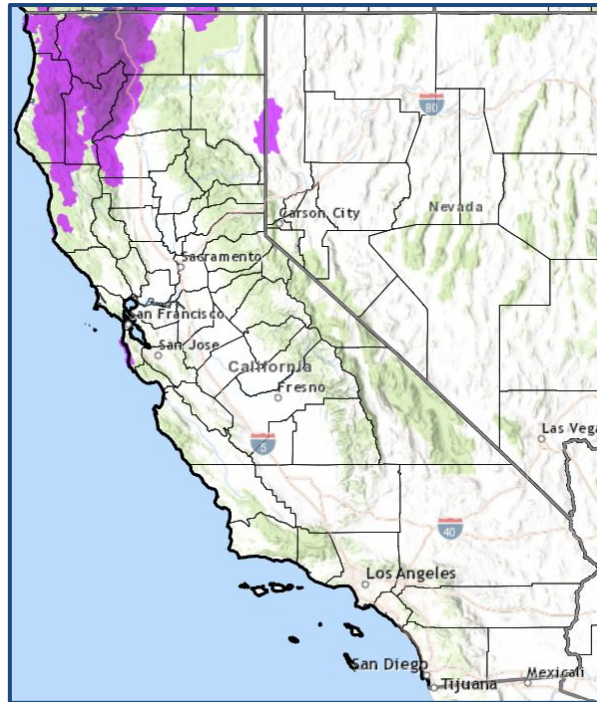 80
Nevada
Carson City
Sacramento
San Francisco
San Jose
California
Fresno
5
Las Vega
40
Los Angeles
San Diego
Tijuana
Mexicali